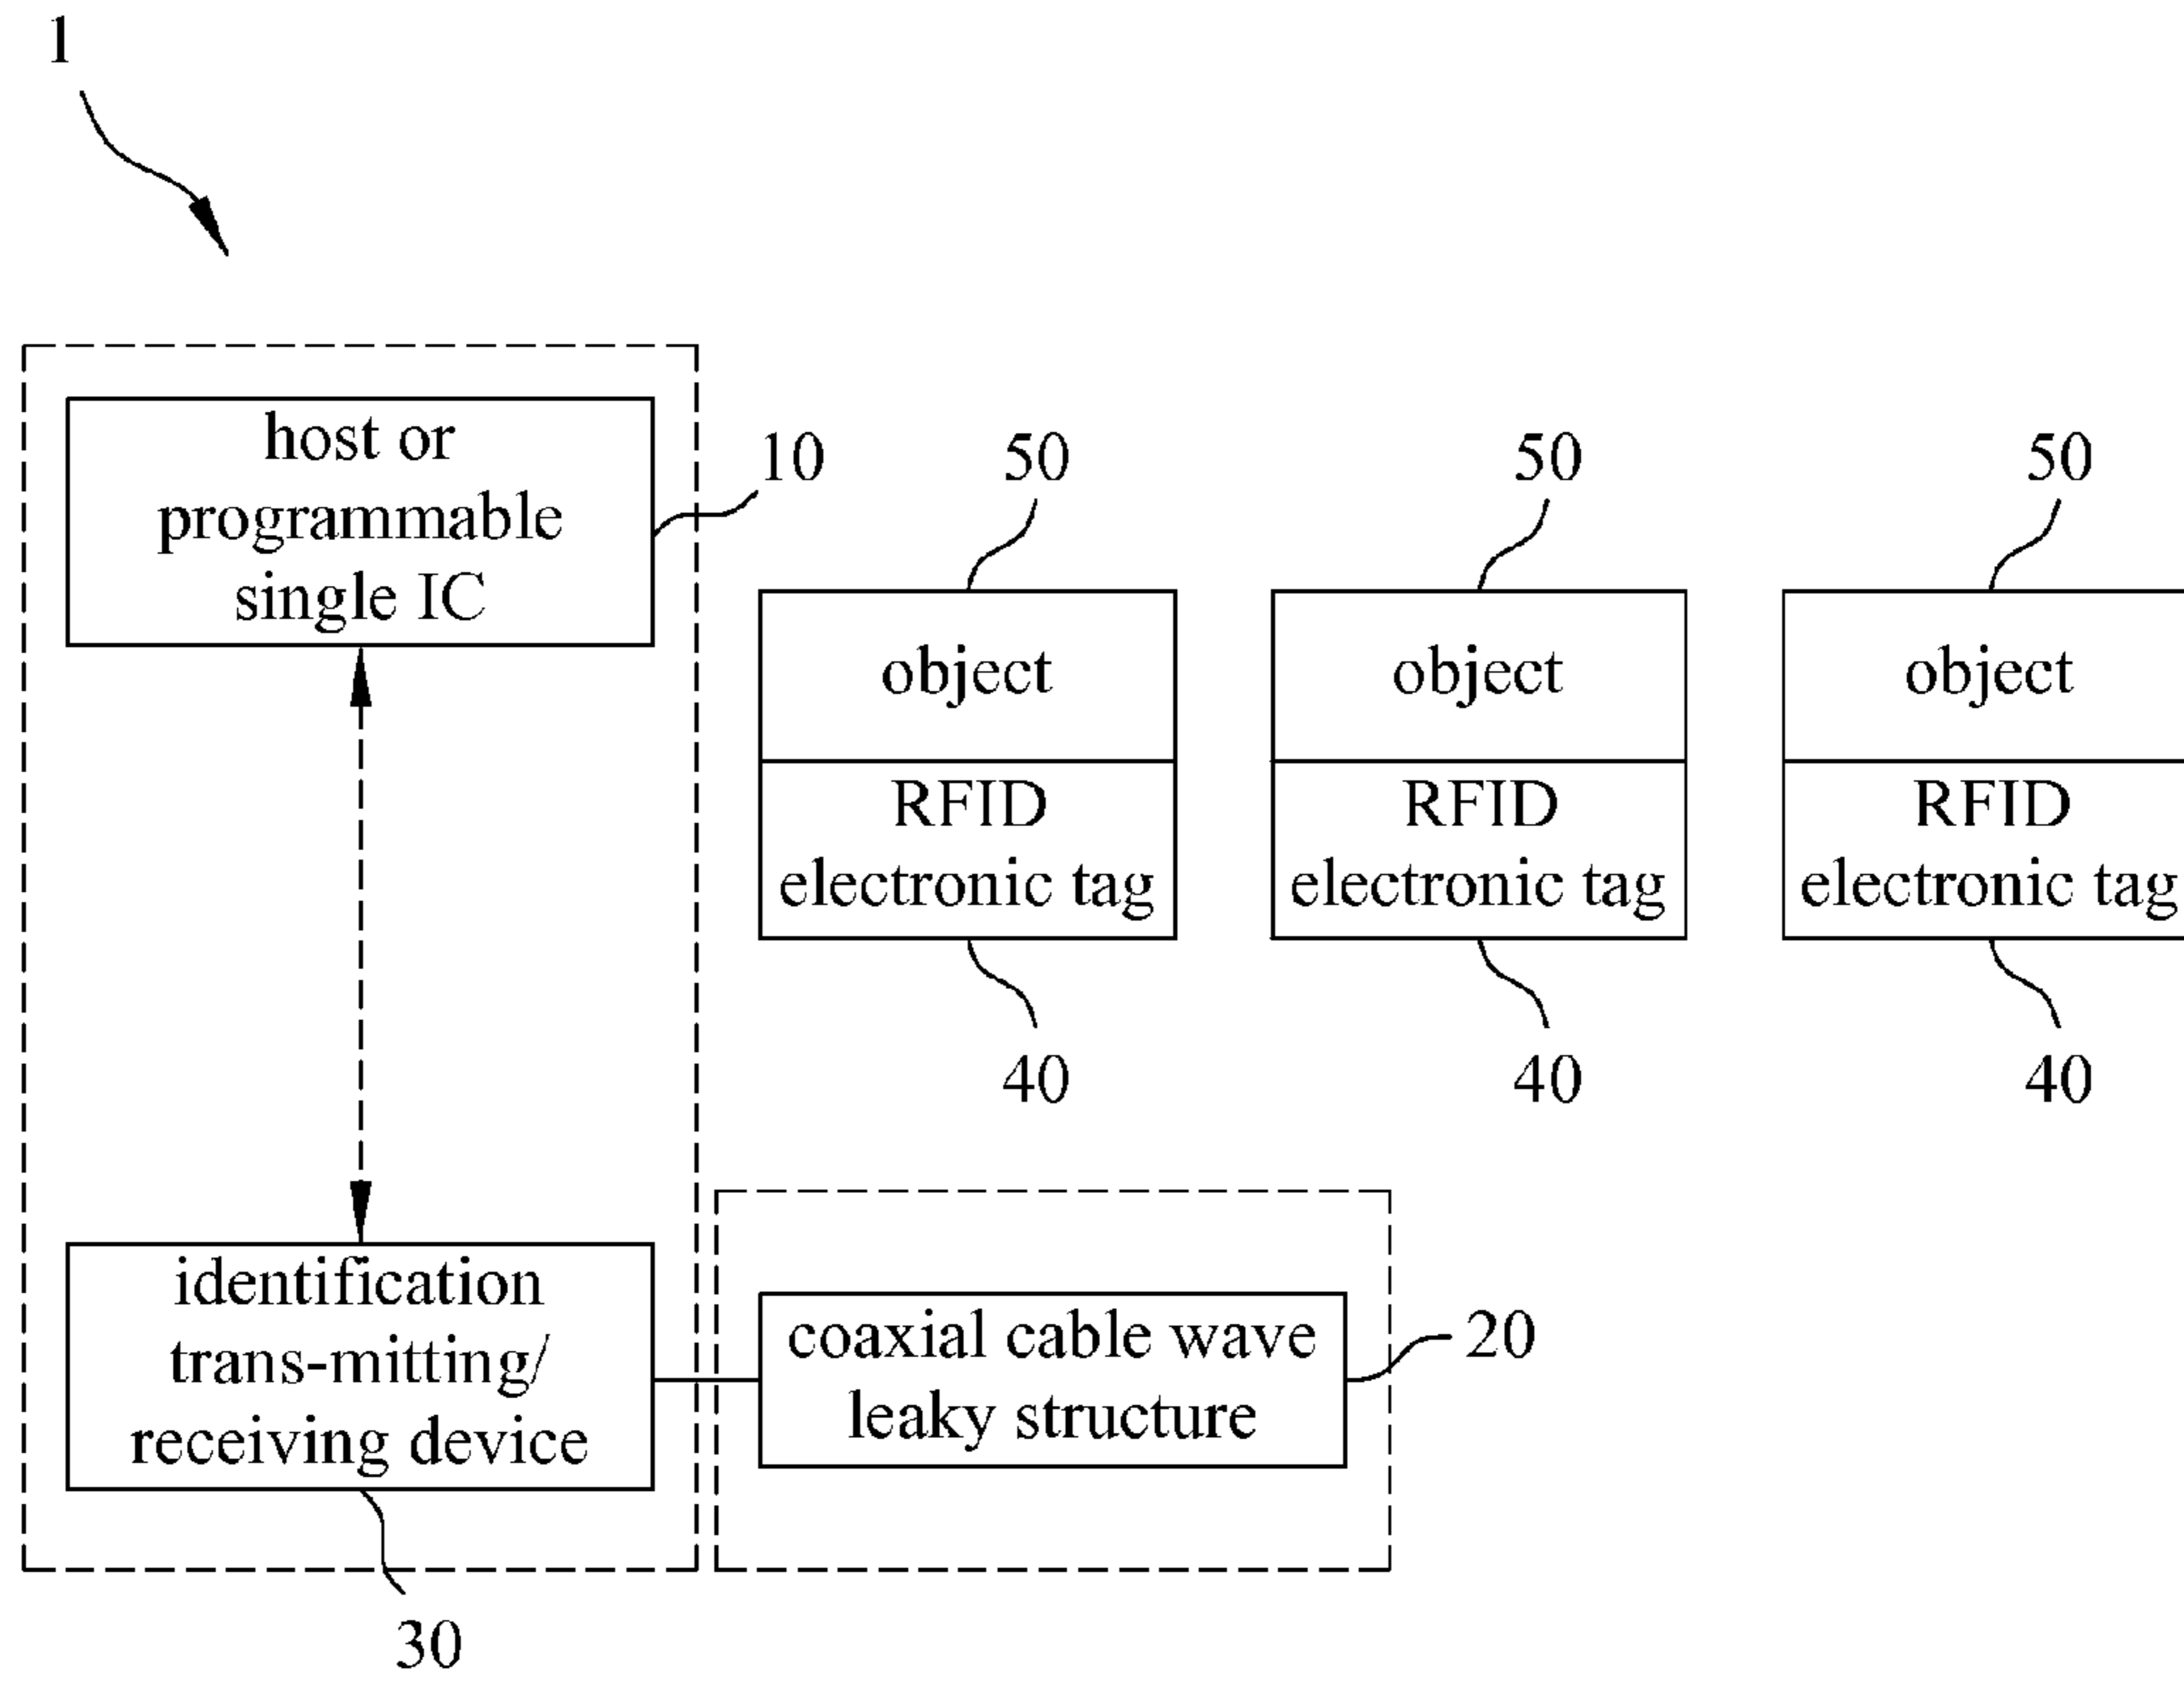 1
host or
programmable
single IC
10
50
50
50
object
object
object
RFID
electronic tag
RFID
electronic tag
RFID
electronic tag
40
40
40
identification
trans-mitting/
receiving device
30
coaxial cable wave
leaky structure
20